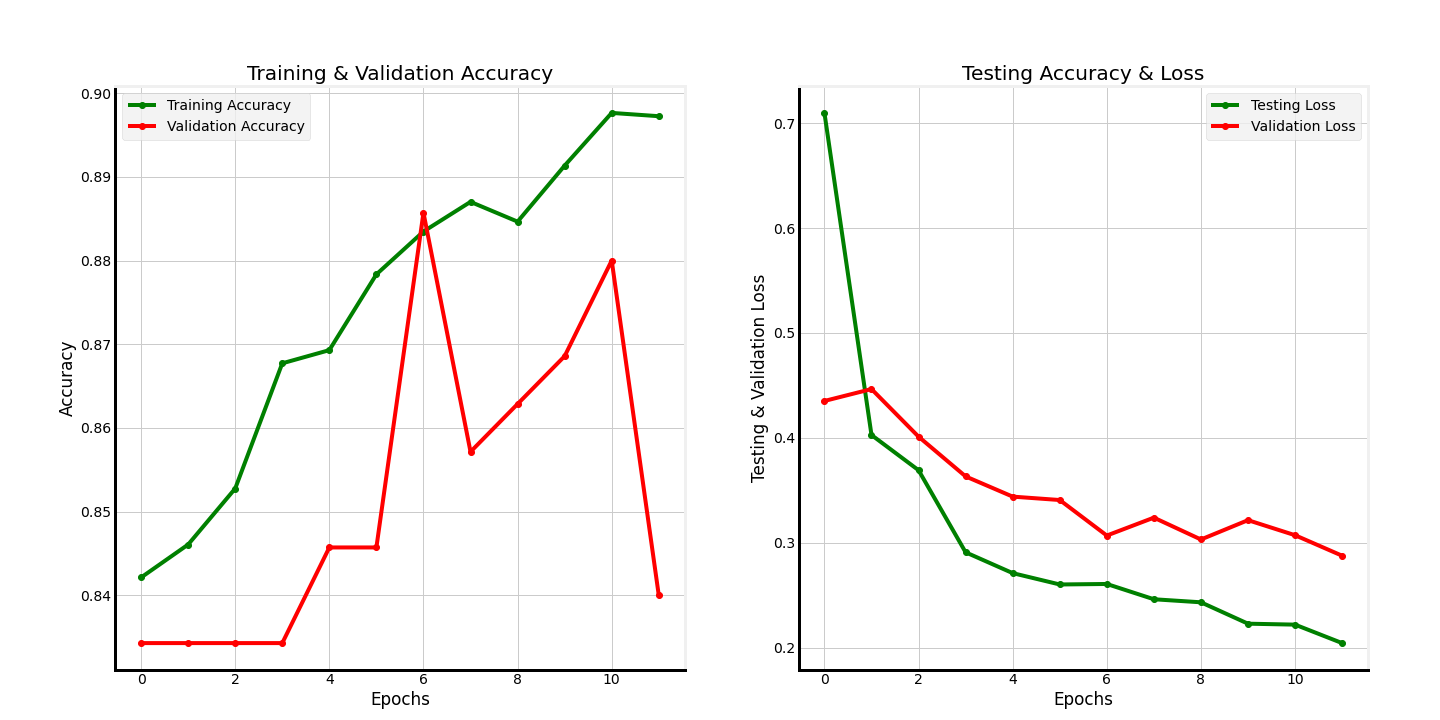 Training & Validation Accuracy
Training Accuracy
Validation Accuracy
Accuracy
0.90
0.89
0.88
0.87
0.86
0.85
0.84
0 2 4 6 8 10
Epochs
Testing Accuracy & Loss
Testing Loss
Validation Loss
Testing & Validation Loss
0.7
0.6
0.5
0.4
0.3
0.2
0 2 4 6 8 10
Epochs